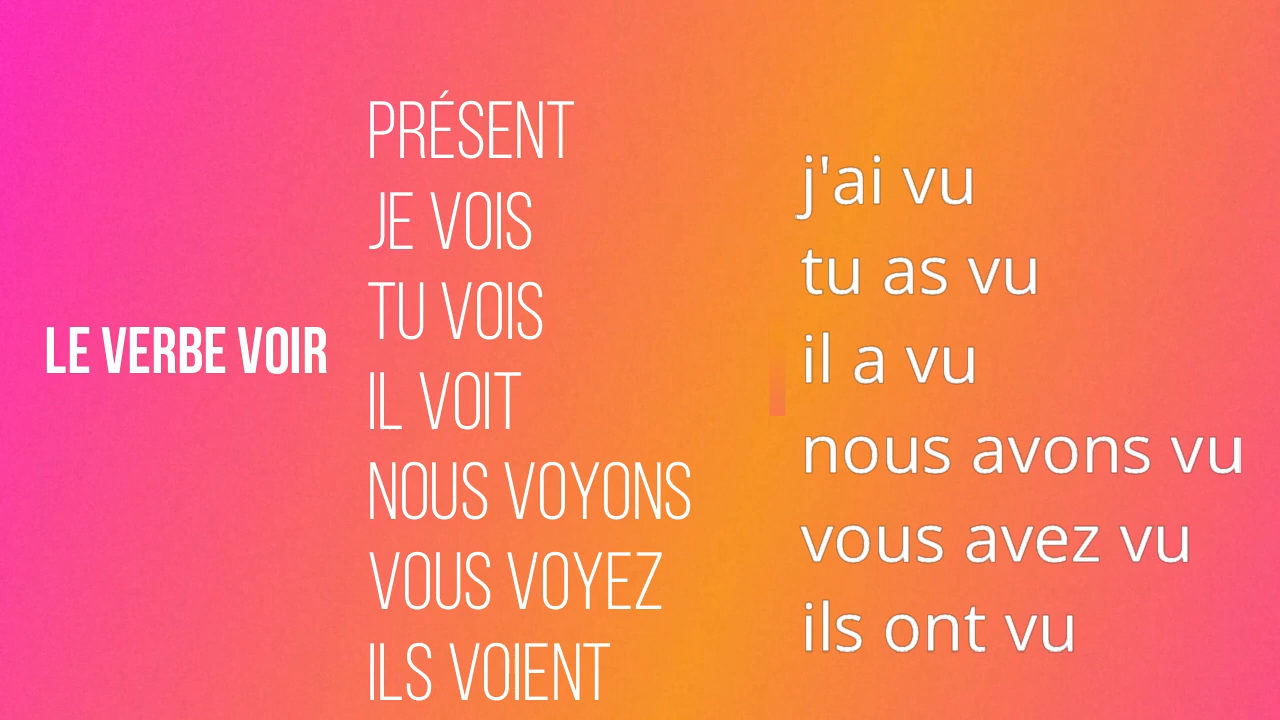 LE VERBE VOIR
PRÉSENT
JE VOIS
TU VOIS
IL VOIT
NOUS VOYONS
VOUS VOYEZ
ILS VOIENT
j'ai vu
tu as vu
il a vu
nous avons vu
vous avez vu
ils ont vu